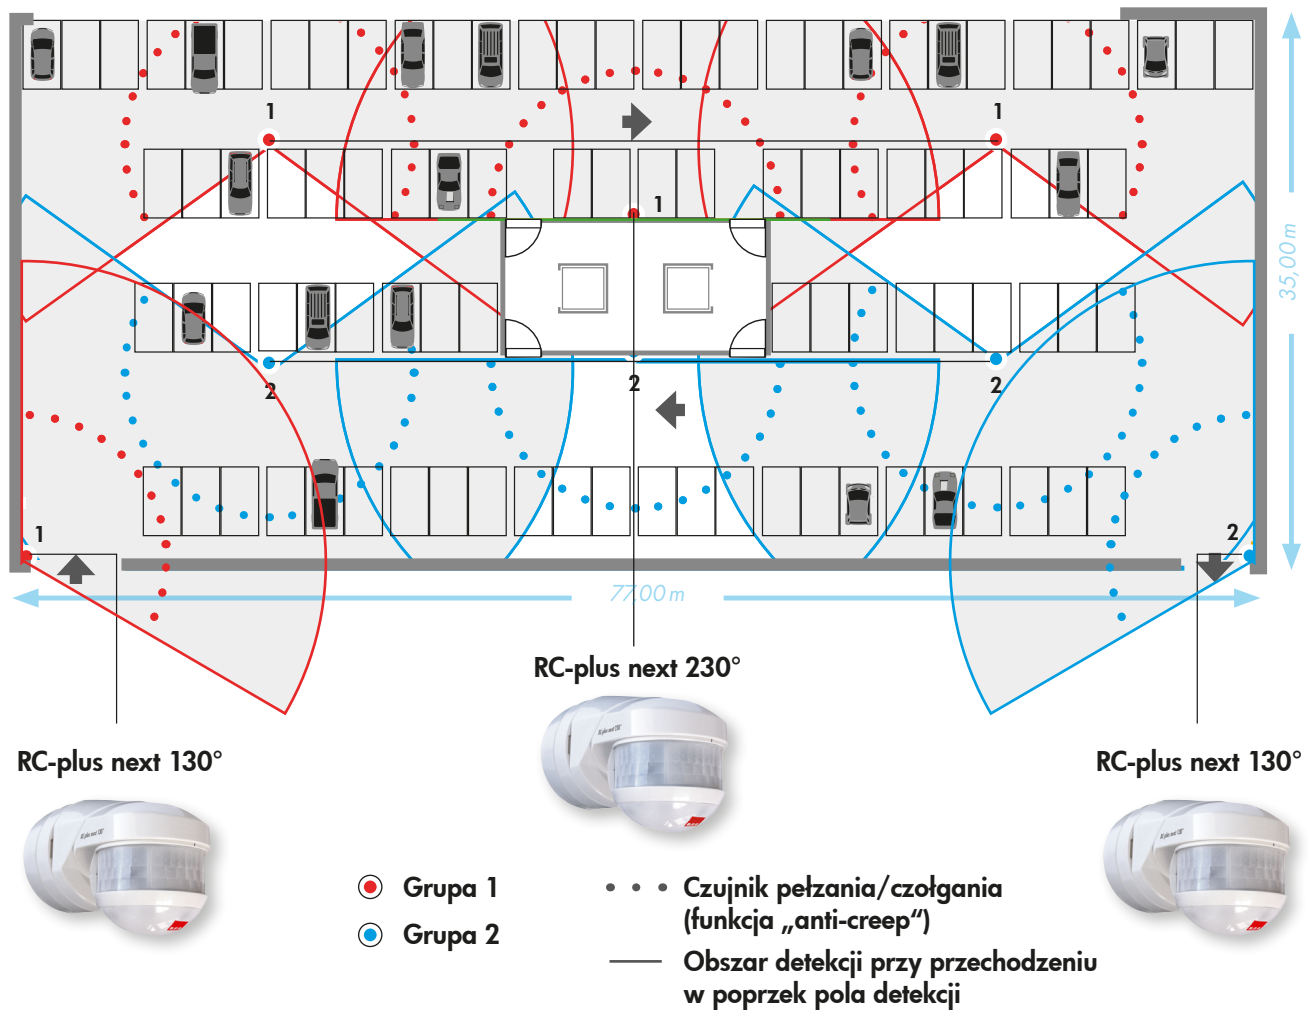 1
1
1
35,00 m
2
2
2
1
2
77,00 m
RC-plus next 230°
RC-plus next 130°
RC-plus next 130°
Grupa 1
Grupa 2
Czujnik pełzania/czołgania
(funkcja „anti-creep“)
Obszar detekcji przy przechodzeniu
w poprzek pola detekcji